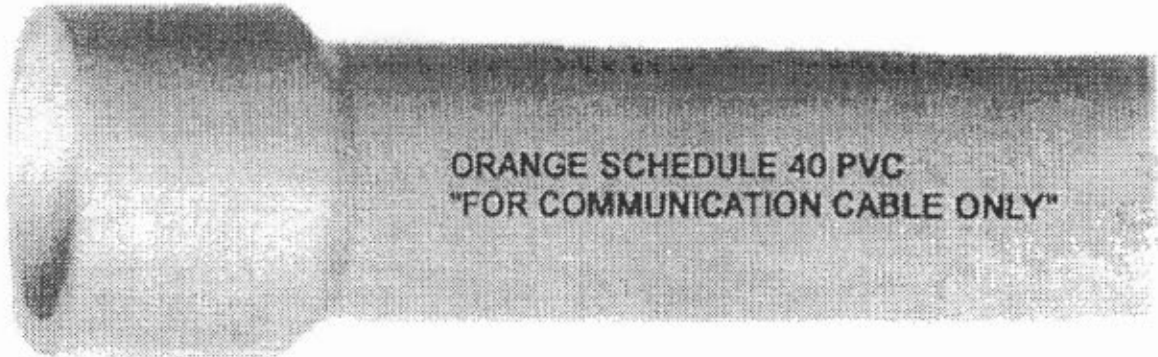 ORANGE SCHEDULE 40 PVC
"FOR COMMUNICATION CABLE ONLY"